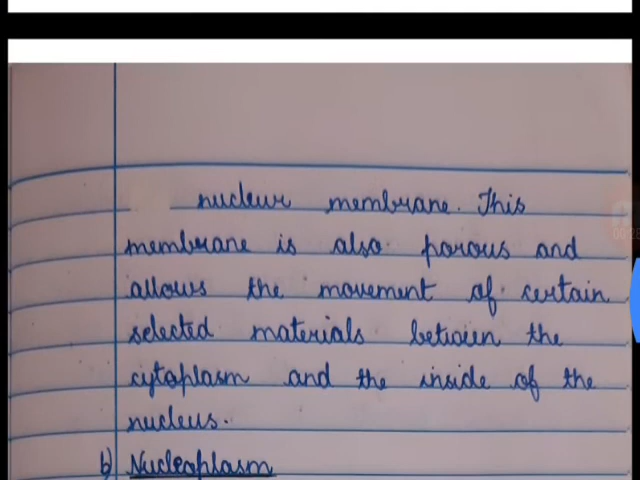 nucleur membrane. This
membrane is also porous and
allows the movement of certain
selected materials between the
cytoplasm and the inside of the
nucleus.
b) Nucleoplasm